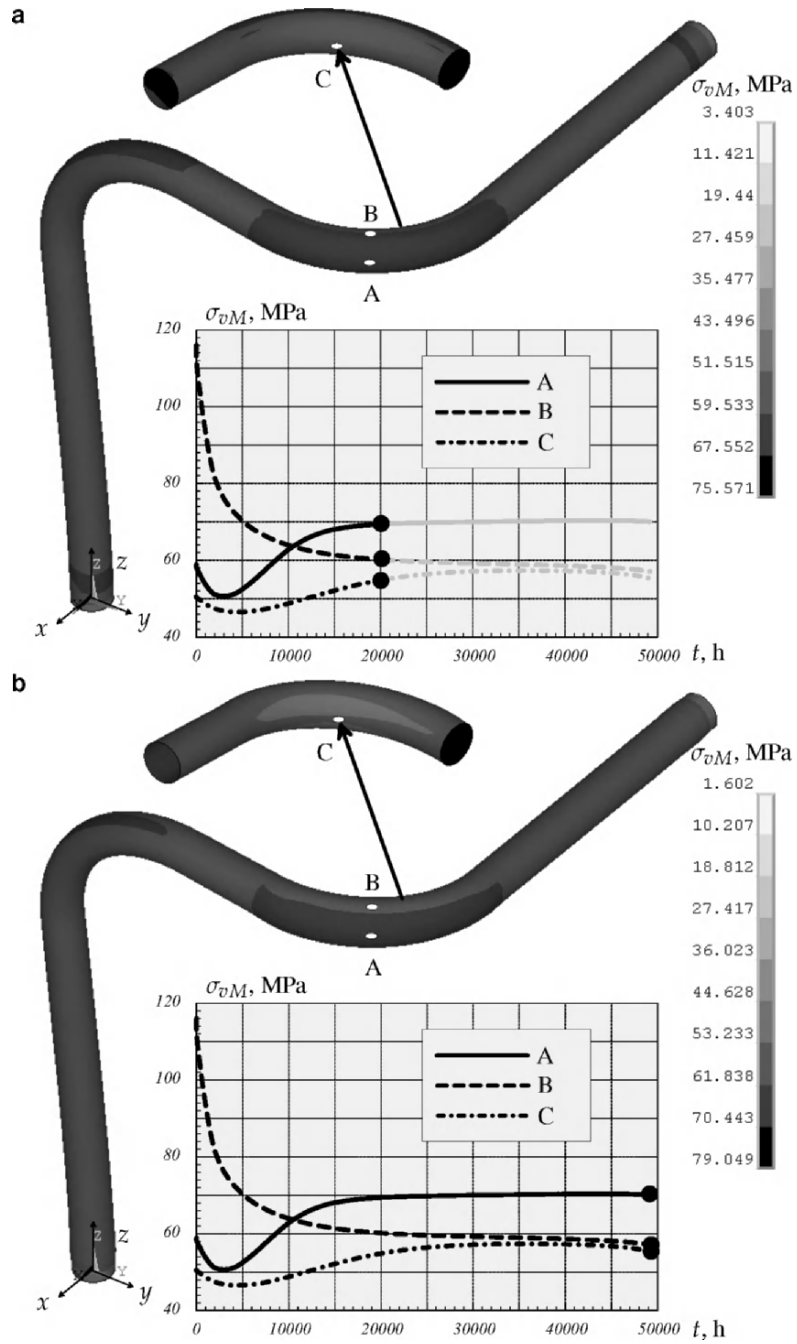 a
C
σvM, MPa
3.403
11.421
19.44
27.459
35.477
43.496
51.515
59.533
67.552
75.571
B
A
σvM, MPa
120
100
80
60
40
A
B
C
0 10000 20000 30000 40000 50000 t, h
z
Z
x
Y
y
b
C
σvM, MPa
1.602
10.207
18.812
27.417
36.023
44.628
53.233
61.838
70.443
79.049
B
A
σvM, MPa
120
100
80
60
40
A
B
C
0 10000 20000 30000 40000 50000 t, h
z
Z
x
Y
y